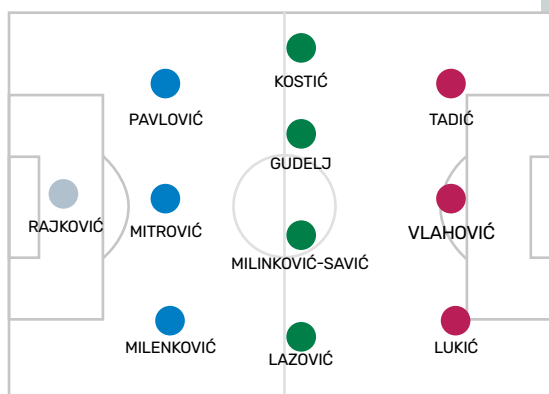 KOSTIĆ
PAVLOVIĆ
TADIĆ
GUDELJ
RAJKOVIĆ
MITROVIĆ
VLAHOVIĆ
MILINKOVIĆ-SAVIĆ
MILENKOVIĆ
LUKIĆ
LAZOVIĆ